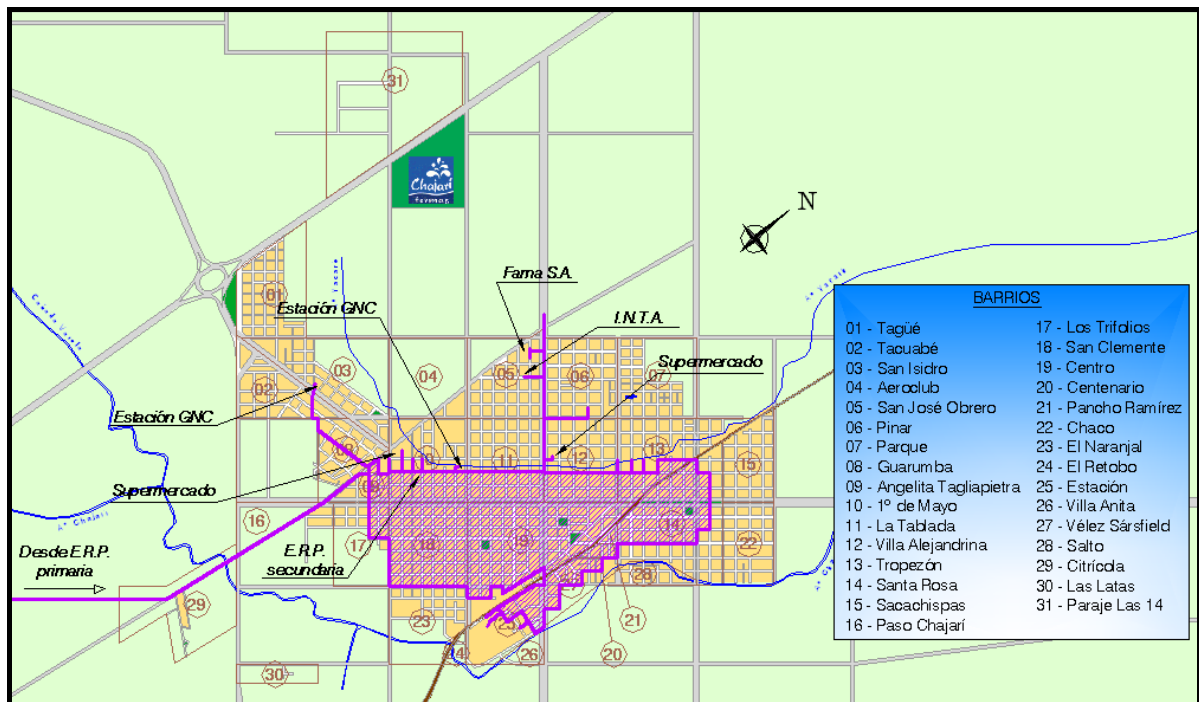 31
Chajarí
termas
N
Fama S.A.
01
Estación GNC
I.N.T.A.
Supermercado
03
04
05
06
07
02
Estación GNC
09
11
12
13
15
Supermercado
16
17
18
19
14
22
E.R.P.
secundaria
Desde E.R.P.
primaria
28
29
23
25
21
26
20
30
BARRIOS
01 - Tagüé
02 - Tacuabé
03 - San Isidro
04 - Aeroclub
05 - San José Obrero
06 - Pinar
07 - Parque
08 - Guarumba
09 - Angelita Tagliapietra
10 - 1º de Mayo
11 - La Tablada
12 - Villa Alejandrina
13 - Tropezón
14 - Santa Rosa
15 - Sacachispas
16 - Paso Chajarí
17 - Los Trifolios
18 - San Clemente
19 - Centro
20 - Centenario
21 - Pancho Ramírez
22 - Chaco
23 - El Naranjal
24 - El Retobo
25 - Estación
26 - Villa Anita
27 - Vélez Sársfield
28 - Salto
29 - Citrícola
30 - Las Latas
31 - Paraje Las 14